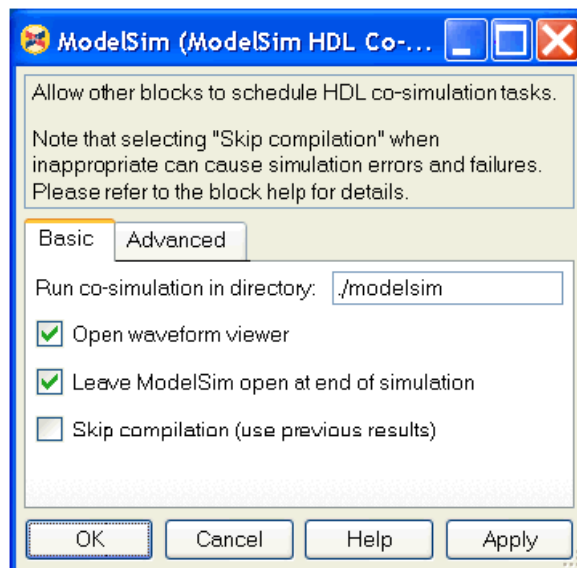 ModelSim (ModelSim HDL Co-...
Allow other blocks to schedule HDL co-simulation tasks.
Note that selecting "Skip compilation" when
inappropriate can cause simulation errors and failures.
Please refer to the block help for details.
Basic
Advanced
Run co-simulation in directory: ./modelsim
Open waveform viewer
Leave ModelSim open at end of simulation
Skip compilation (use previous results)
OK Cancel Help Apply